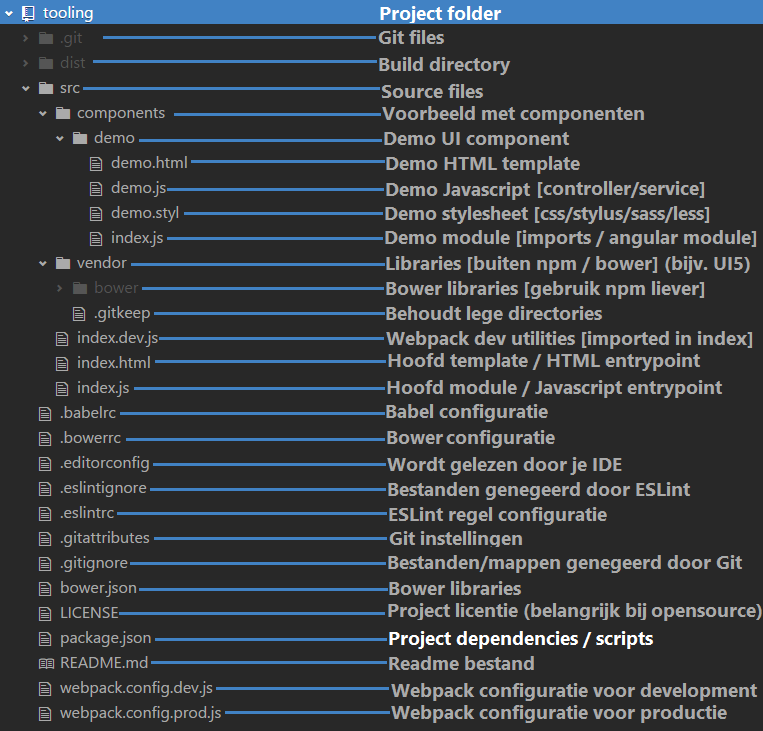 tooling Project folder
.git Git files
dist Build directory
src Source files
components Voorbeeld met componenten
demo Demo UI component
demo.html Demo HTML template
demo.js Demo Javascript [controller/service]
demo.styl Demo stylesheet [css/stylus/sass/less]
index.js Demo module [imports / angular module]
vendor Libraries [buiten npm / bower] (bijv. UI5)
bower Bower libraries [gebruik npm liever]
.gitkeep Behoudt lege directories
index.dev.js Webpack dev utilities [imported in index]
index.html Hoofd template / HTML entrypoint
index.js Hoofd module / Javascript entrypoint
.babelrc Babel configuratie
.bowerrc Bower configuratie
.editorconfig Wordt gelezen door je IDE
.eslintignore Bestanden genegeerd door ESLint
.eslintrc ESLint regel configuratie
.gitattributes Git instellingen
.gitignore Bestanden/mappen genegeerd door Git
bower.json Bower libraries
LICENSE Project licentie (belangrijk bij opensource)
package.json Project dependencies / scripts
README.md Readme bestand
webpack.config.dev.js Webpack configuratie voor development
webpack.config.prod.js Webpack configuratie voor productie